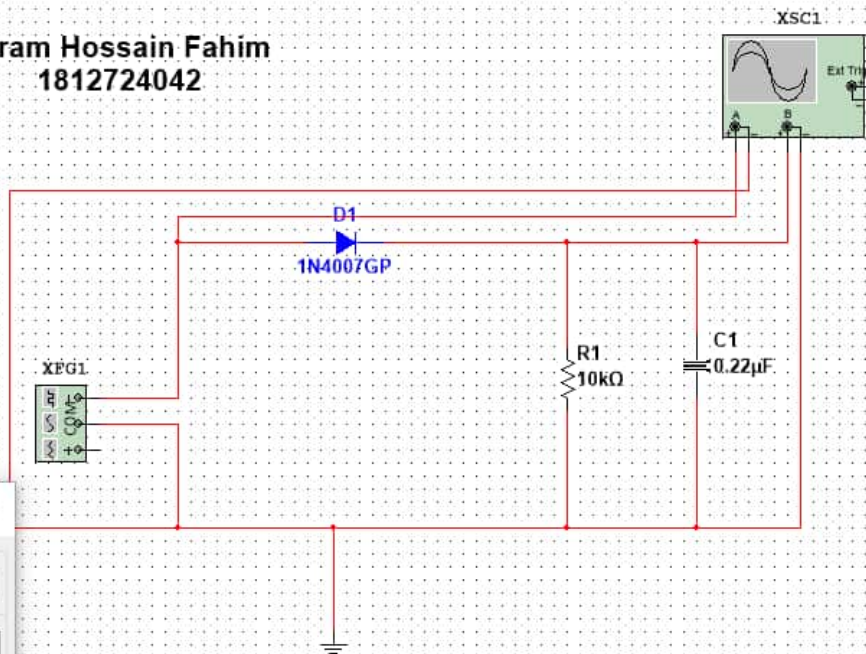 XSC1
ram Hossain Fahim
1812724042
Ext Trig
A
B
D1
1N4007GP
XFG1
COM
R1
10kΩ
C1
0.22µF